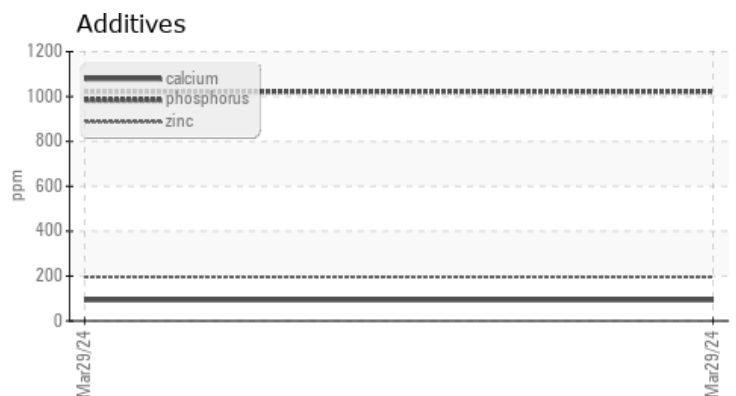 Additives
1200
1000
800
600
400
200
0
ppm
calcium
phosphorus
zinc
Mar29/24
Mar29/24